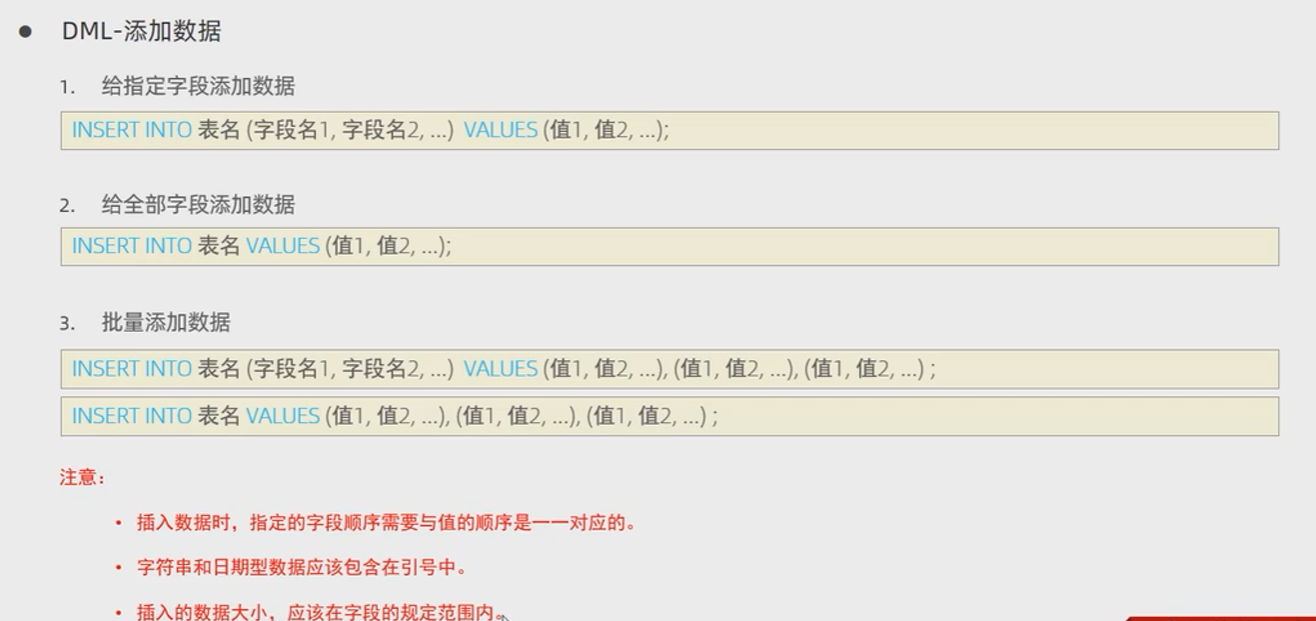 DML-添加数据
1. 给指定字段添加数据
INSERT INTO 表名 (字段名1, 字段名2, ...) VALUES (值1, 值2, ...);
2. 给全部字段添加数据
INSERT INTO 表名 VALUES (值1, 值2, ...);
3. 批量添加数据
INSERT INTO 表名 (字段名1, 字段名2, ...) VALUES (值1, 值2, ...), (值1, 值2, ...), (值1, 值2, ...) ;
INSERT INTO 表名 VALUES (值1, 值2, ...), (值1, 值2, ...), (值1, 值2, ...) ;
注意：
• 插入数据时，指定的字段顺序需要与值的顺序是一一对应的。
• 字符串和日期型数据应该包含在引号中。
• 插入的数据大小，应该在字段的规定范围内。